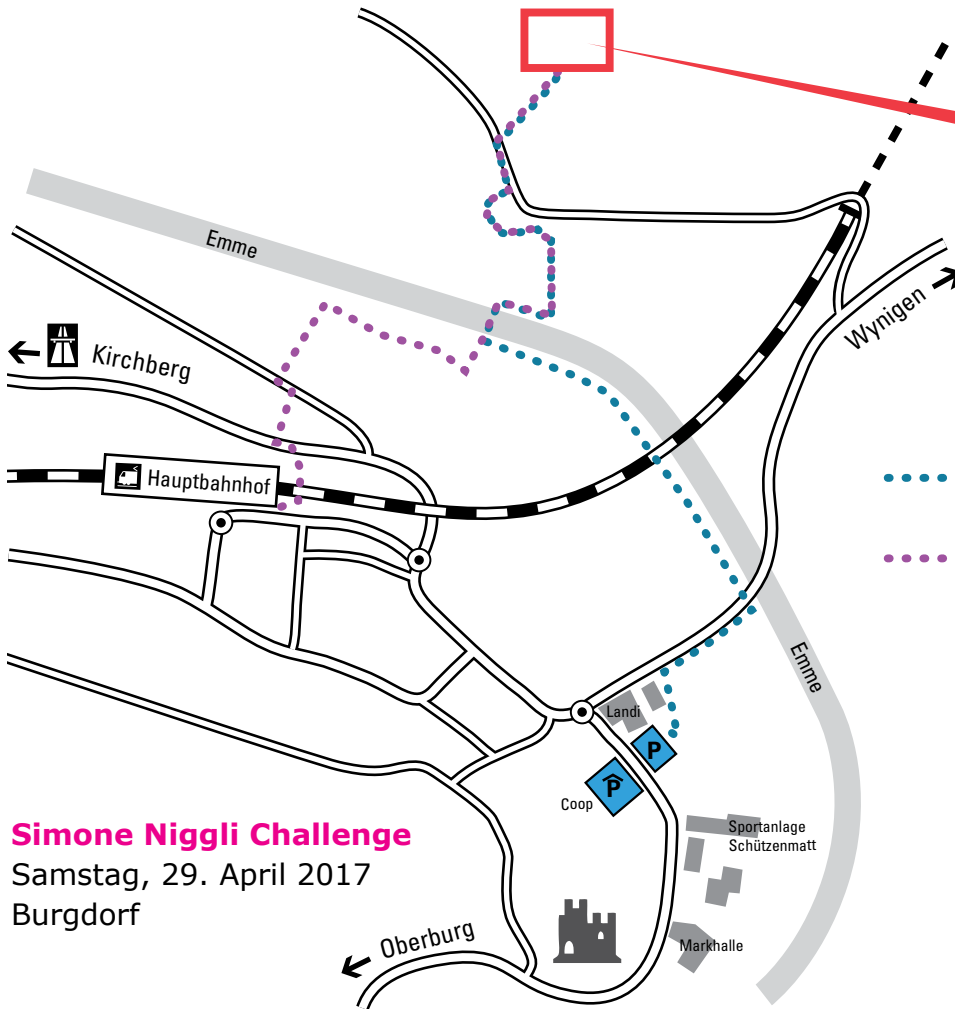 Emme
Wynigen
Kirchberg
Hauptbahnhof
Emme
Landi
P
P
Coop
Sportanlage
Schützenmatt
Simone Niggli Challenge
Samstag, 29. April 2017
Burgdorf
Oberburg
Markhalle